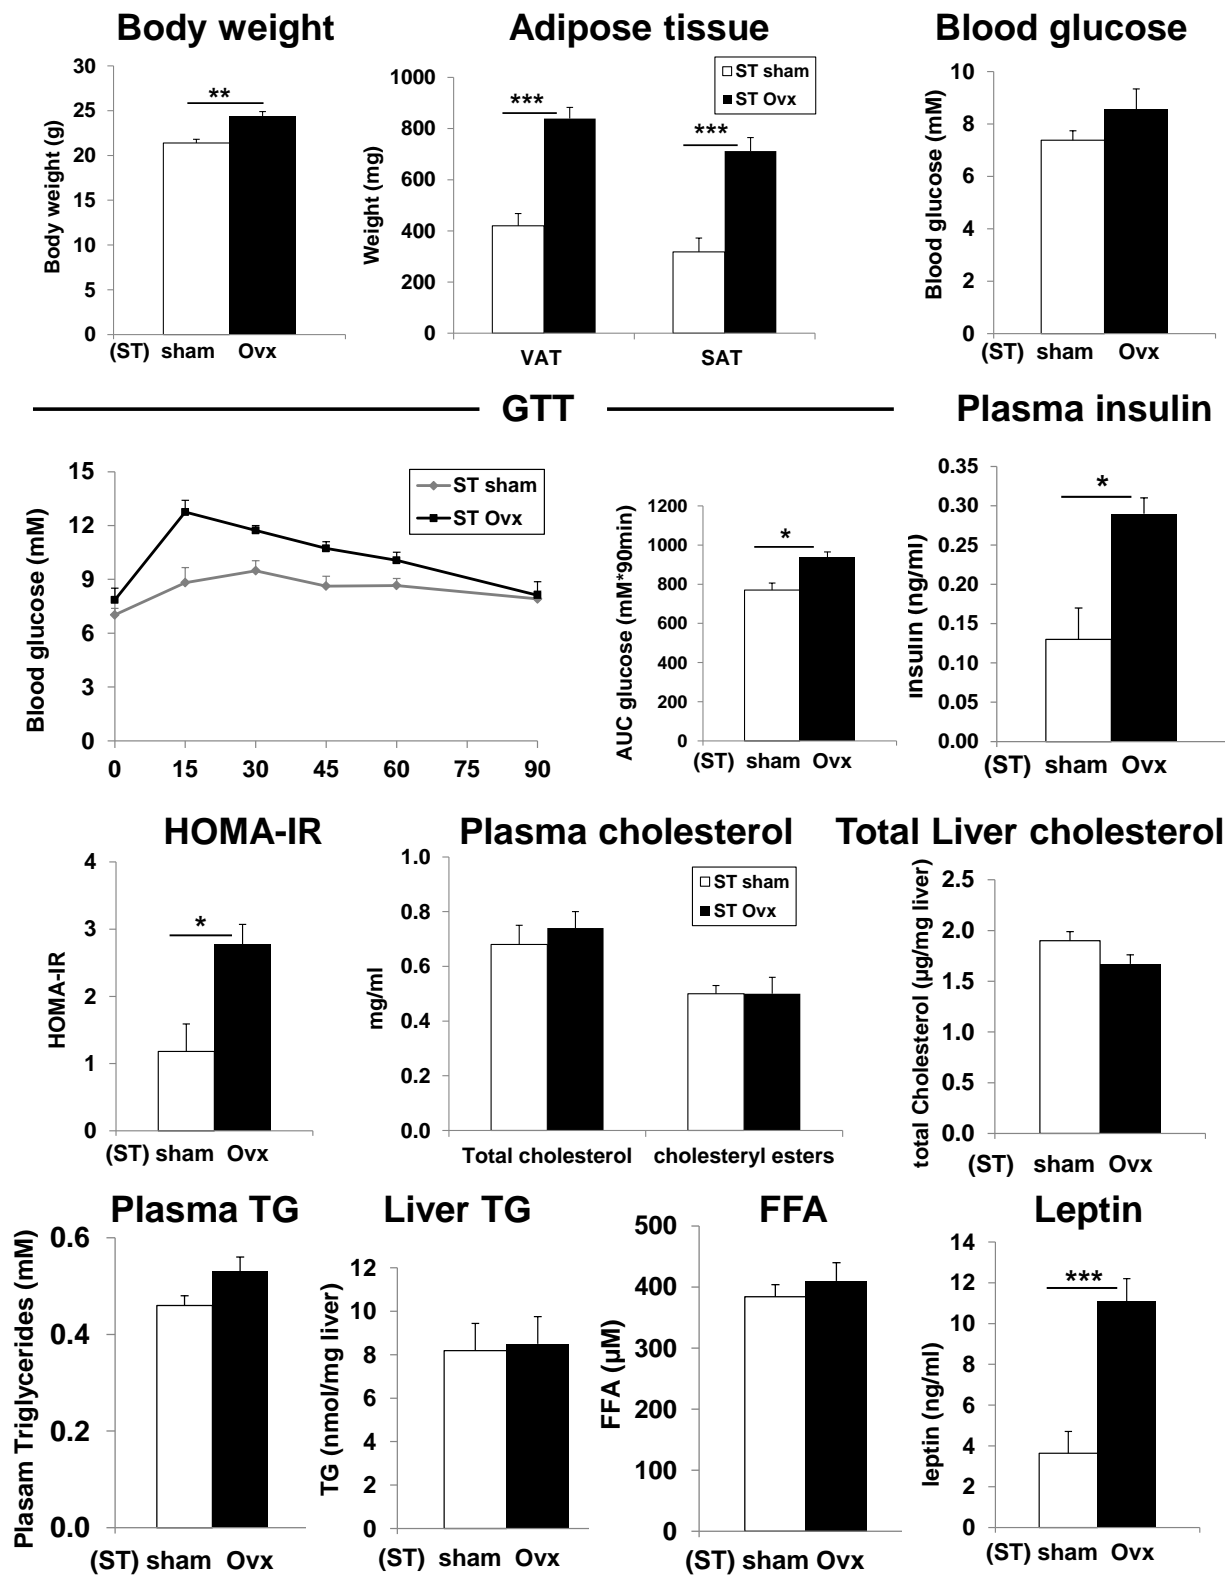 Body weight
Adipose tissue
Blood glucose
Body weight (g)
30
25
20
15
10
5
0
**
(ST) sham Ovx
Weight (mg)
1000
800
600
400
200
0
ST sham
ST Ovx
***
***
VAT
SAT
Blood glucose (mM)
10
8
6
4
2
0
(ST) sham Ovx
GTT
Plasma insulin
Blood glucose (mM)
15
12
9
6
3
0
ST sham
ST Ovx
0 15 30 45 60 75 90
AUC glucose (mM*90min)
1200
1000
800
600
400
200
0
*
(ST) sham Ovx
insulin (ng/ml)
0.35
0.30
0.25
0.20
0.15
0.10
0.05
0.00
*
(ST) sham Ovx
HOMA-IR
Plasma cholesterol
Total Liver cholesterol
HOMA-IR
4
3
2
1
0
*
(ST) sham Ovx
mg/ml
1.0
0.8
0.6
0.4
0.2
0.0
ST sham
ST Ovx
Total cholesterol
cholesteryl esters
total Cholesterol (µg/mg liver)
2.5
2.0
1.5
1.0
0.5
0.0
(ST) sham Ovx
Plasma TG
Liver TG
FFA
Leptin
Plasam Triglycerides (mM)
0.6
0.4
0.2
0.0
(ST) sham Ovx
TG (nmol/mg liver)
12
10
8
6
4
2
0
(ST) sham Ovx
FFA (µM)
500
400
300
200
100
0
(ST) sham Ovx
leptin (ng/ml)
14
12
10
8
6
4
2
0
***
(ST) sham Ovx